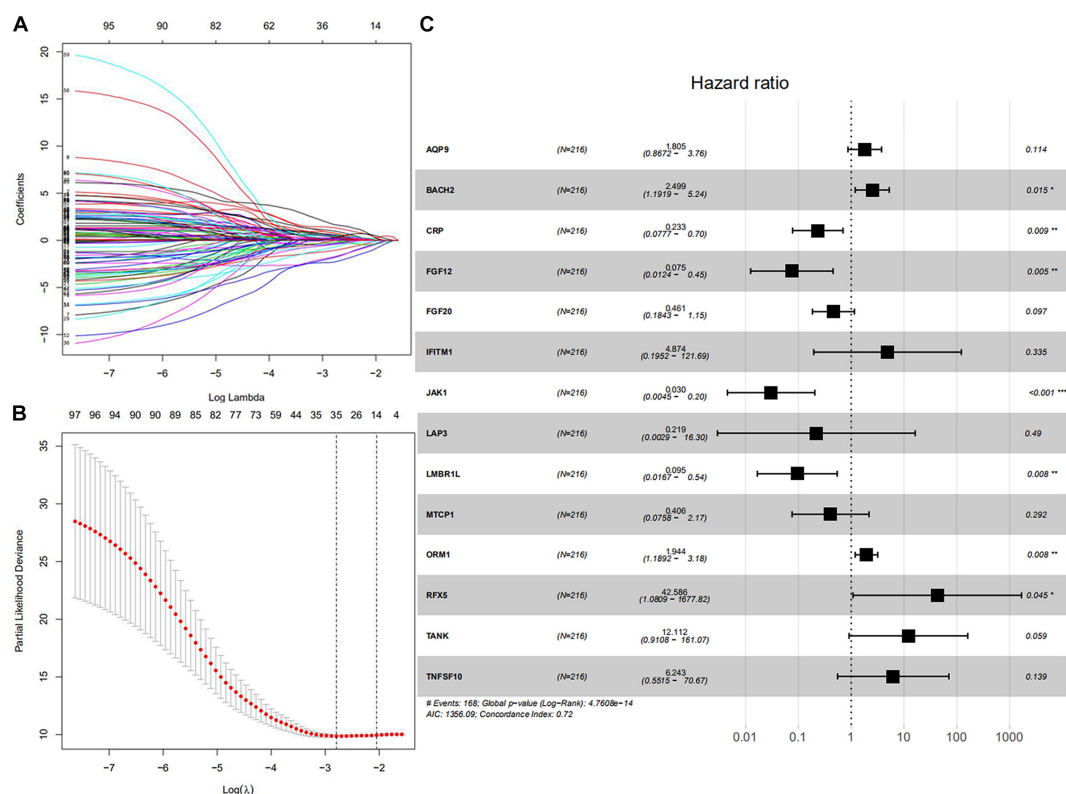 A
95 90 82 62 36 14
20
15
10
5
0
−5
−10
Coefficients
59
56
8
7
29
52
36
−7 −6 −5 −4 −3 −2
Log Lambda
B
97 96 94 90 90 89 85 82 77 73 59 44 35 35 26 14 4
35
30
25
20
15
10
Partial Likelihood Deviance
−7 −6 −5 −4 −3 −2
Log(λ)
C
Hazard ratio
AQP9 (N=216) 1.805 0.114
(0.8672 − 3.76)
BACH2 (N=216) 2.499 0.015 *
(1.1919 − 5.24)
CRP (N=216) 0.233 0.009 **
(0.0777 − 0.70)
FGF12 (N=216) 0.075 0.005 **
(0.0124 − 0.45)
FGF20 (N=216) 0.461 0.097
(0.1843 − 1.15)
IFITM1 (N=216) 4.874 0.335
(0.1952 − 121.69)
JAK1 (N=216) 0.030 <0.001 ***
(0.0045 − 0.20)
LAP3 (N=216) 0.219 0.49
(0.0029 − 16.30)
LMBR1L (N=216) 0.095 0.008 **
(0.0167 − 0.54)
MTCP1 (N=216) 0.406 0.292
(0.0758 − 2.17)
ORM1 (N=216) 1.944 0.008 **
(1.1892 − 3.18)
RFX5 (N=216) 42.586 0.045 *
(1.0809 − 1677.82)
TANK (N=216) 12.112 0.059
(0.9108 − 161.07)
TNFSF10 (N=216) 6.243 0.139
(0.5515 − 70.67)
# Events: 168; Global p−value (Log−Rank): 4.7608e−14
AIC: 1356.09; Concordance Index: 0.72
0.01 0.1 1 10 100 1000